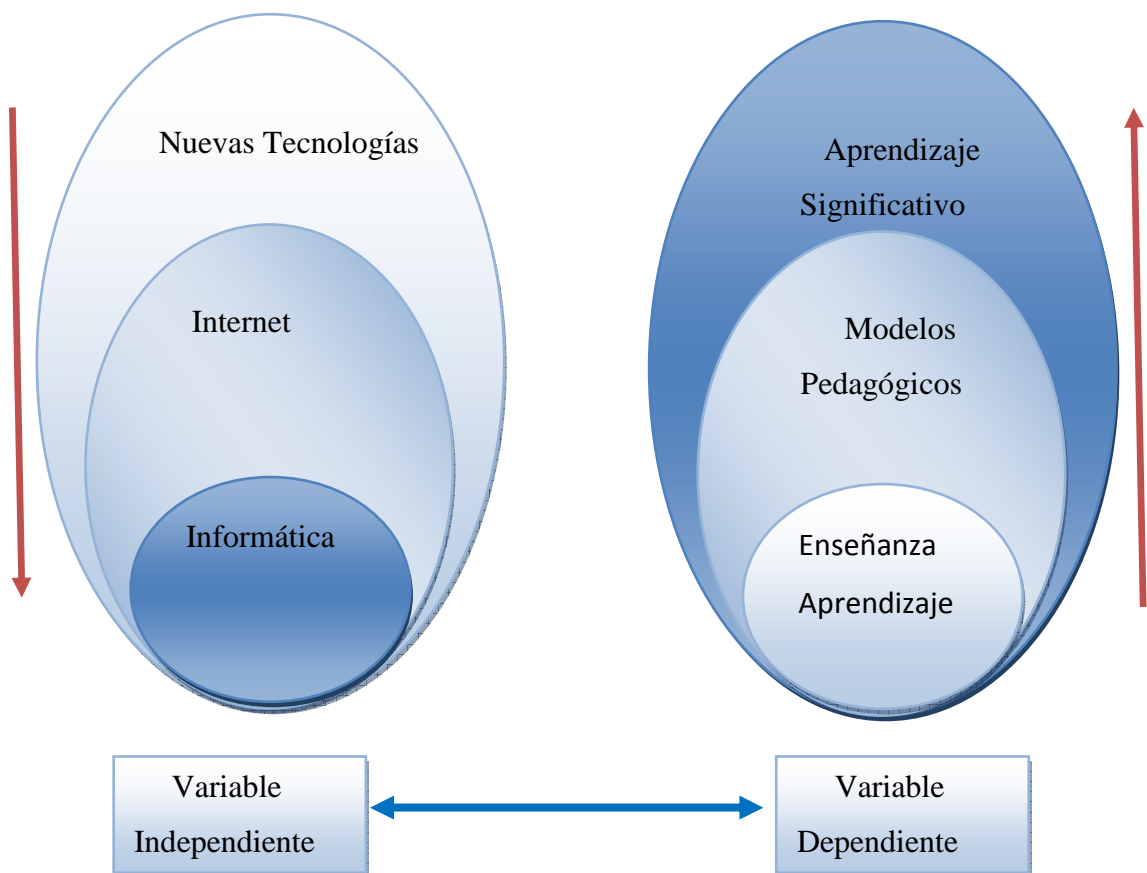 Nuevas Tecnologías
Internet
Informática
Aprendizaje
Significativo
Modelos
Pedagógicos
Enseñanza
Aprendizaje
Variable
Independiente
Variable
Dependiente